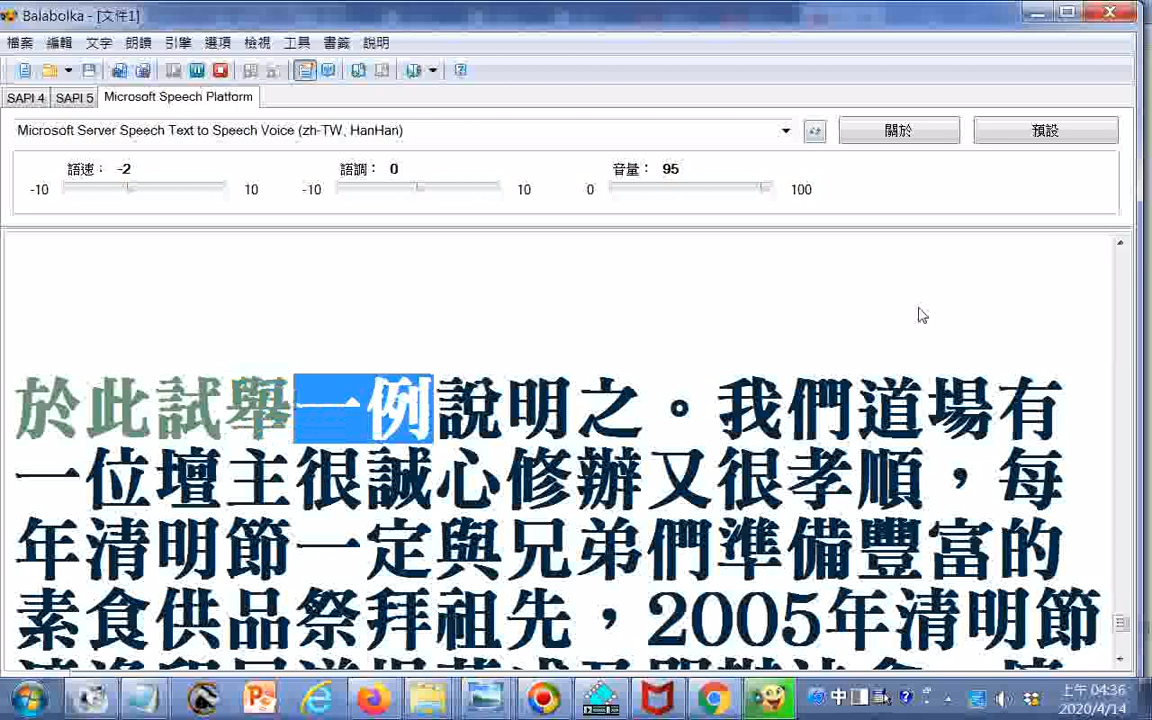 Balabolka - [文件1]
檔案 編輯 文字 朗讀 引擎 選項 檢視 工具 書籤 說明
SAPI 4 SAPI 5 Microsoft Speech Platform
Microsoft Server Speech Text to Speech Voice (zh-TW, HanHan) 關於 預設
語速： -2 語調： 0 音量： 95
-10 10 -10 10 0 100
於此試舉一例說明之。我們道場有
一位壇主很誠心修辦又很孝順，每
年清明節一定與兄弟們準備豐富的
素食供品祭拜祖先，2005年清明節
中 上午 04:36
2020/4/14